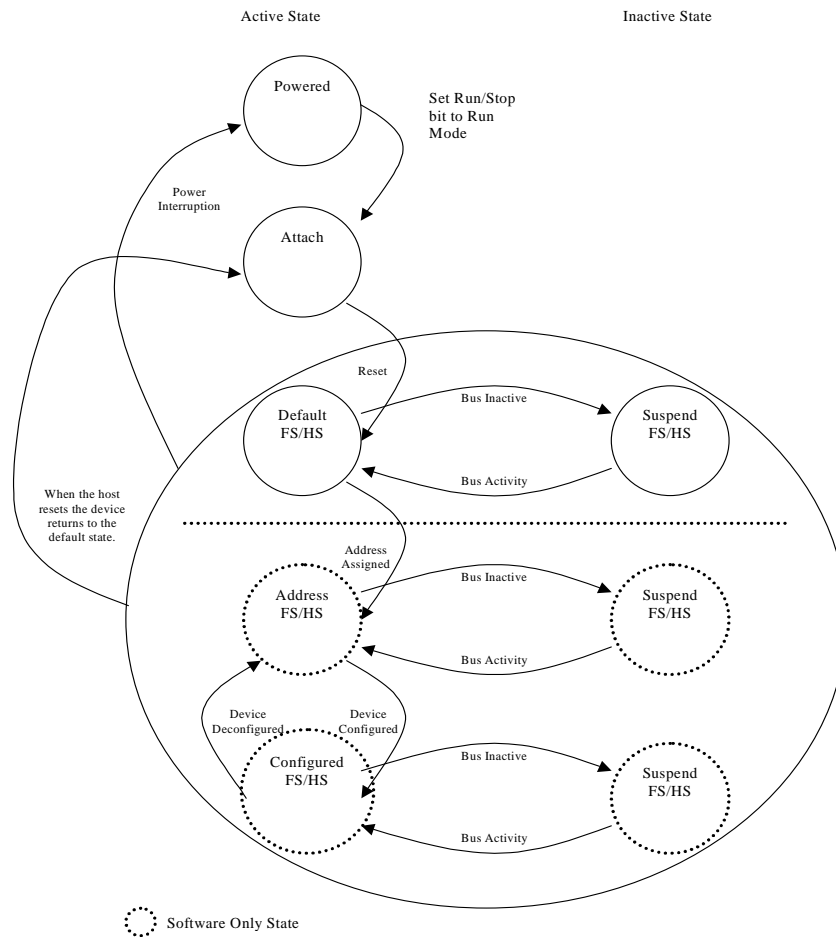 Active State
Inactive State
Powered
Set Run/Stop
bit to Run
Mode
Power
Interruption
Attach
Reset
Default
FS/HS
Bus Inactive
Suspend
FS/HS
Bus Activity
When the host
resets the device
returns to the
default state.
Address
Assigned
Address
FS/HS
Bus Inactive
Suspend
FS/HS
Bus Activity
Device
Deconfigured
Device
Configured
Configured
FS/HS
Bus Inactive
Suspend
FS/HS
Bus Activity
Software Only State